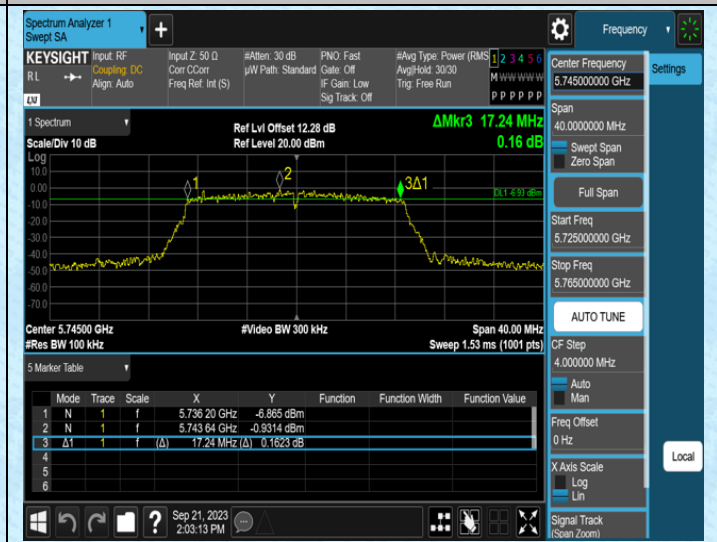 Spectrum Analyzer 1
Swept SA
+
Frequency
KEYSIGHT
RL
LXI
Input: RF
Coupling: DC
Align: Auto
Input Z: 50 Ω
Corr CCorr
Freq Ref: Int (S)
#Atten: 30 dB
µW Path: Standard
PNO: Fast
Gate: Off
IF Gain: Low
Sig Track: Off
#Avg Type: Power (RMS
Avg|Hold: 30/30
Trig: Free Run
1 2 3 4 5 6
M W W W W W
P P P P P P
1 Spectrum
Scale/Div 10 dB
Ref Lvl Offset 12.28 dB
Ref Level 20.00 dBm
ΔMkr3 17.24 MHz
0.16 dB
Log
10.0
0.00
-10.0
-20.0
-30.0
-40.0
-50.0
-60.0
-70.0
1
2
3Δ1
DL1 -6.93 dBm
Center 5.74500 GHz
#Video BW 300 kHz
Span 40.00 MHz
#Res BW 100 kHz
Sweep 1.53 ms (1001 pts)
5 Marker Table
Mode Trace Scale X Y Function Function Width Function Value
1 N 1 f 5.736 20 GHz -6.865 dBm
2 N 1 f 5.743 64 GHz -0.9314 dBm
3 Δ1 1 f (Δ) 17.24 MHz (Δ) 0.1623 dB
4
5
6
?
Sep 21, 2023
2:03:13 PM
Center Frequency
5.745000000 GHz
Span
40.0000000 MHz
Swept Span
Zero Span
Full Span
Start Freq
5.725000000 GHz
Stop Freq
5.765000000 GHz
AUTO TUNE
CF Step
4.000000 MHz
Auto
Man
Freq Offset
0 Hz
X Axis Scale
Log
Lin
Signal Track
(Span Zoom)
Settings
Local